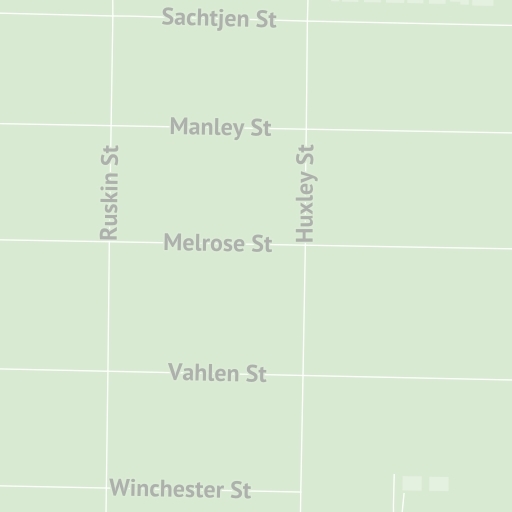 Sachtjen St
Manley St
Ruskin St
Huxley St
Melrose St
Vahlen St
Winchester St